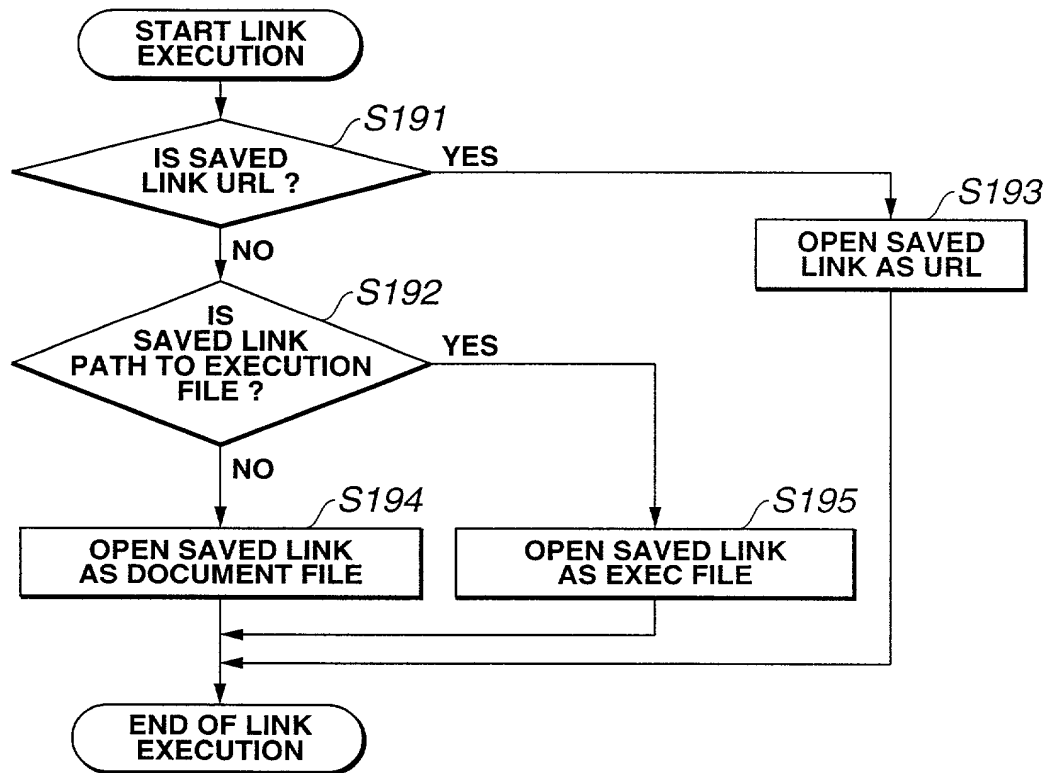 START LINK
EXECUTION
S191
IS SAVED
LINK URL ?
YES
S193
OPEN SAVED
LINK AS URL
NO
S192
IS
SAVED LINK
PATH TO EXECUTION
FILE ?
YES
NO
S194
OPEN SAVED LINK
AS DOCUMENT FILE
S195
OPEN SAVED LINK
AS EXEC FILE
END OF LINK
EXECUTION